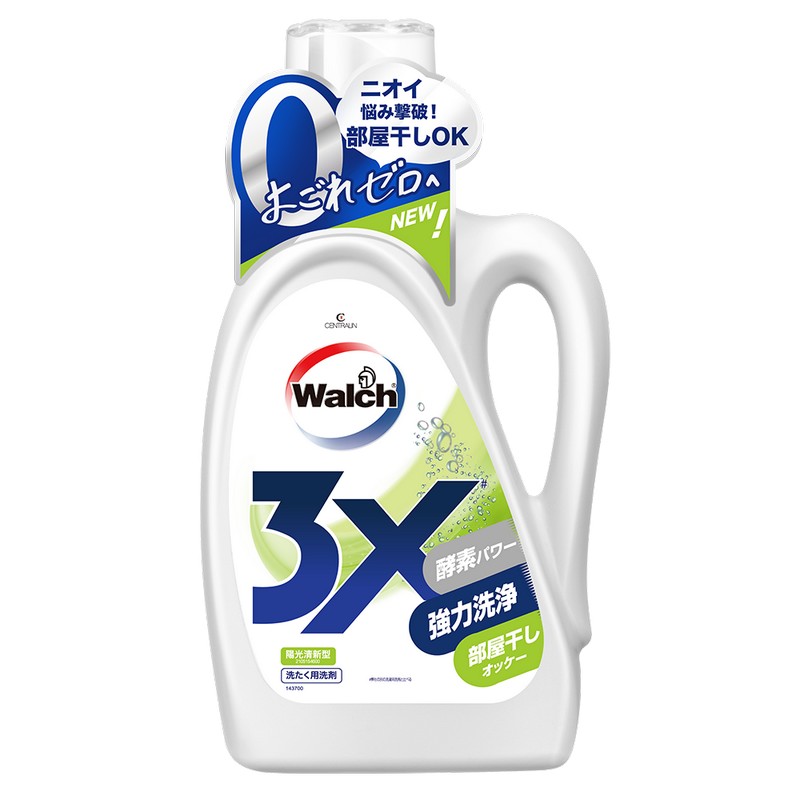 0
ニオイ
悩み撃破!
部屋干しOK
よごれゼロへ
NEW!
CENTRALIN
Walch®
3X#
酵素パワー
強力洗浄
部屋干し
オッケー
陽光清新型
洗たく用洗剤
143700